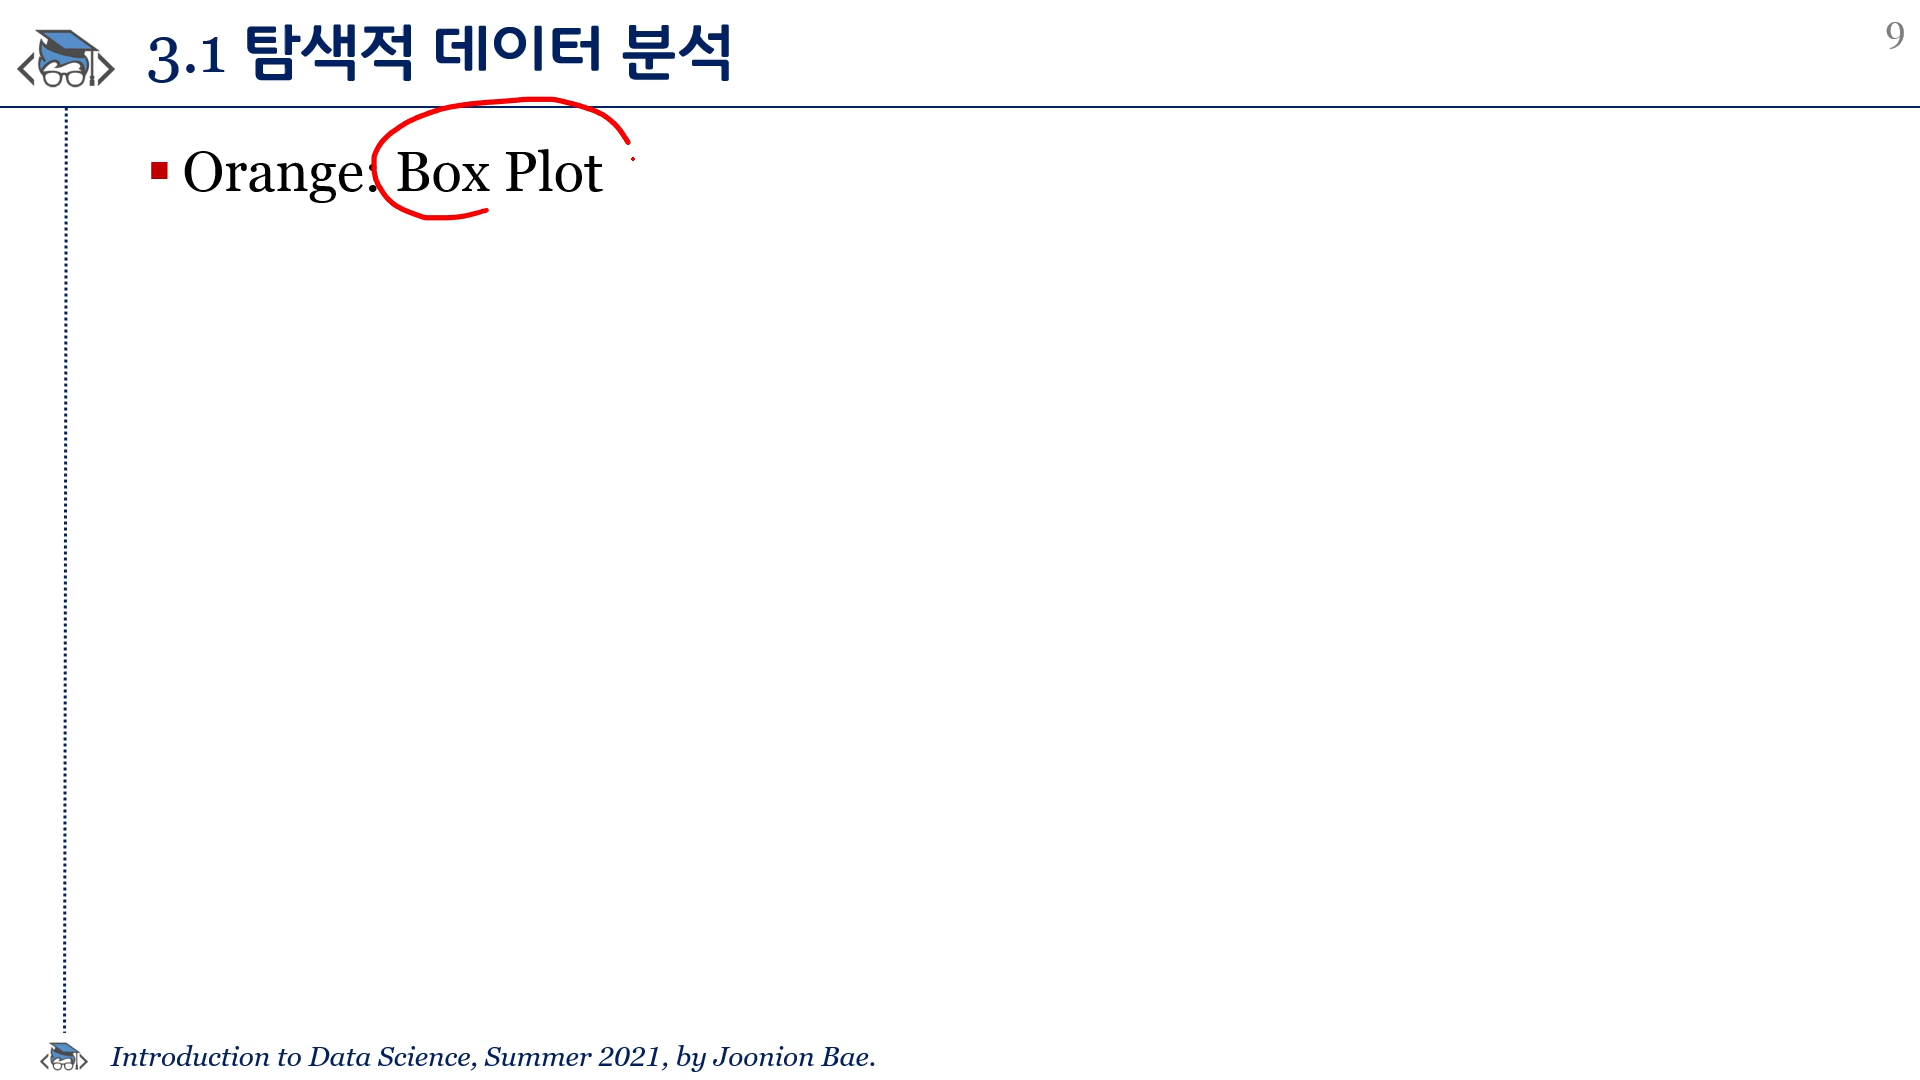 3.1 탐색적 데이터 분석
9
Orange: Box Plot
Introduction to Data Science, Summer 2021, by Joonion Bae.